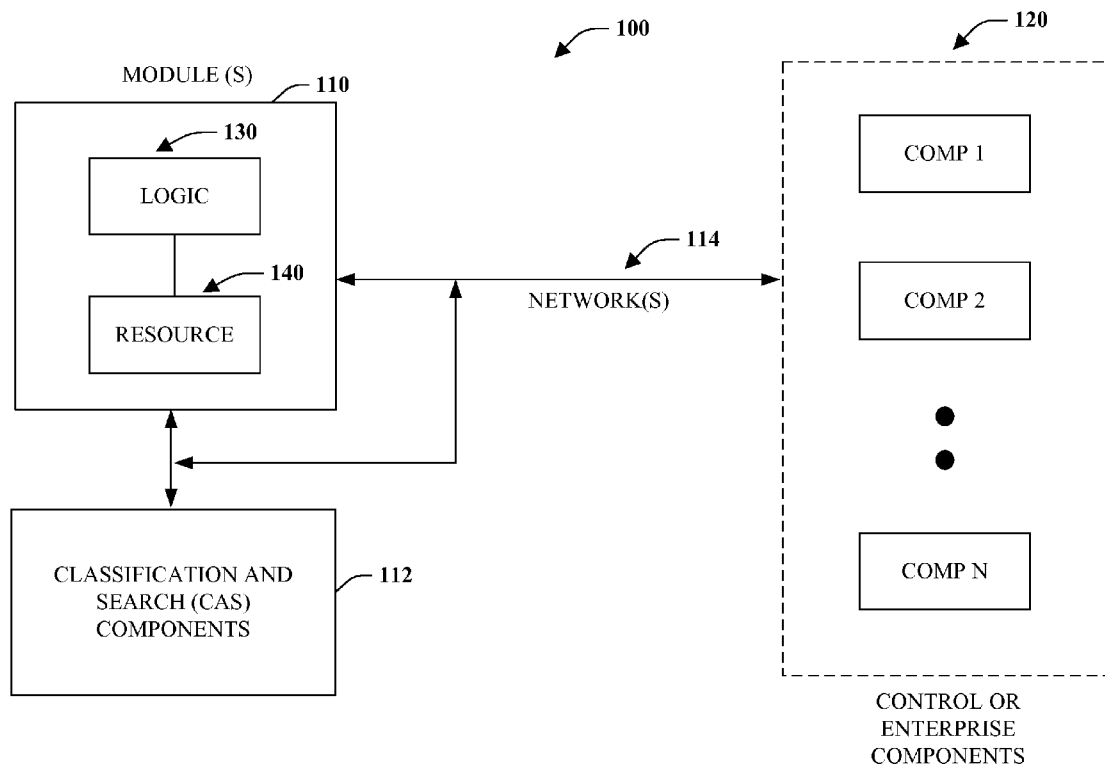 100
120
MODULE (S)
110
130
LOGIC
140
RESOURCE
114
NETWORK(S)
COMP 1
COMP 2
COMP N
CLASSIFICATION AND
SEARCH (CAS)
COMPONENTS
112
CONTROL OR
ENTERPRISE
COMPONENTS